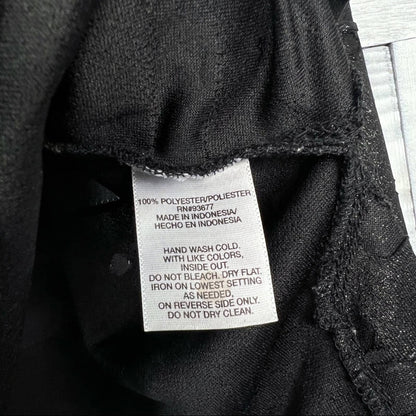 100% POLYESTER/POLIESTER
RN#93677
MADE IN INDONESIA/
HECHO EN INDONESIA
HAND WASH COLD.
WITH LIKE COLORS,
INSIDE OUT.
DO NOT BLEACH. DRY FLAT.
IRON ON LOWEST SETTING
AS NEEDED,
ON REVERSE SIDE ONLY.
DO NOT DRY CLEAN.